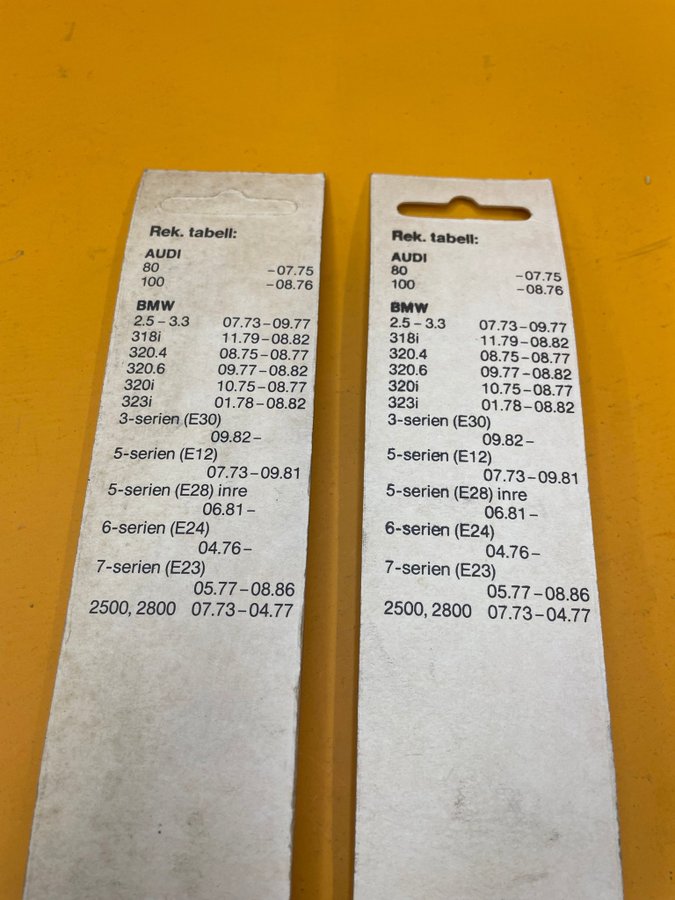 Rek. tabell:
AUDI
80 –07.75
100 –08.76
BMW
2.5–3.3 07.73–09.77
318i 11.79–08.82
320.4 08.75–08.77
320.6 09.77–08.82
320i 10.75–08.77
323i 01.78–08.82
3-serien (E30)
09.82–
5-serien (E12)
07.73–09.81
5-serien (E28) inre
06.81–
6-serien (E24)
04.76–
7-serien (E23)
05.77–08.86
2500, 2800 07.73–04.77
Rek. tabell:
AUDI
80 –07.75
100 –08.76
BMW
2.5–3.3 07.73–09.77
318i 11.79–08.82
320.4 08.75–08.77
320.6 09.77–08.82
320i 10.75–08.77
323i 01.78–08.82
3-serien (E30)
09.82–
5-serien (E12)
07.73–09.81
5-serien (E28) inre
06.81–
6-serien (E24)
04.76–
7-serien (E23)
05.77–08.86
2500, 2800 07.73–04.77